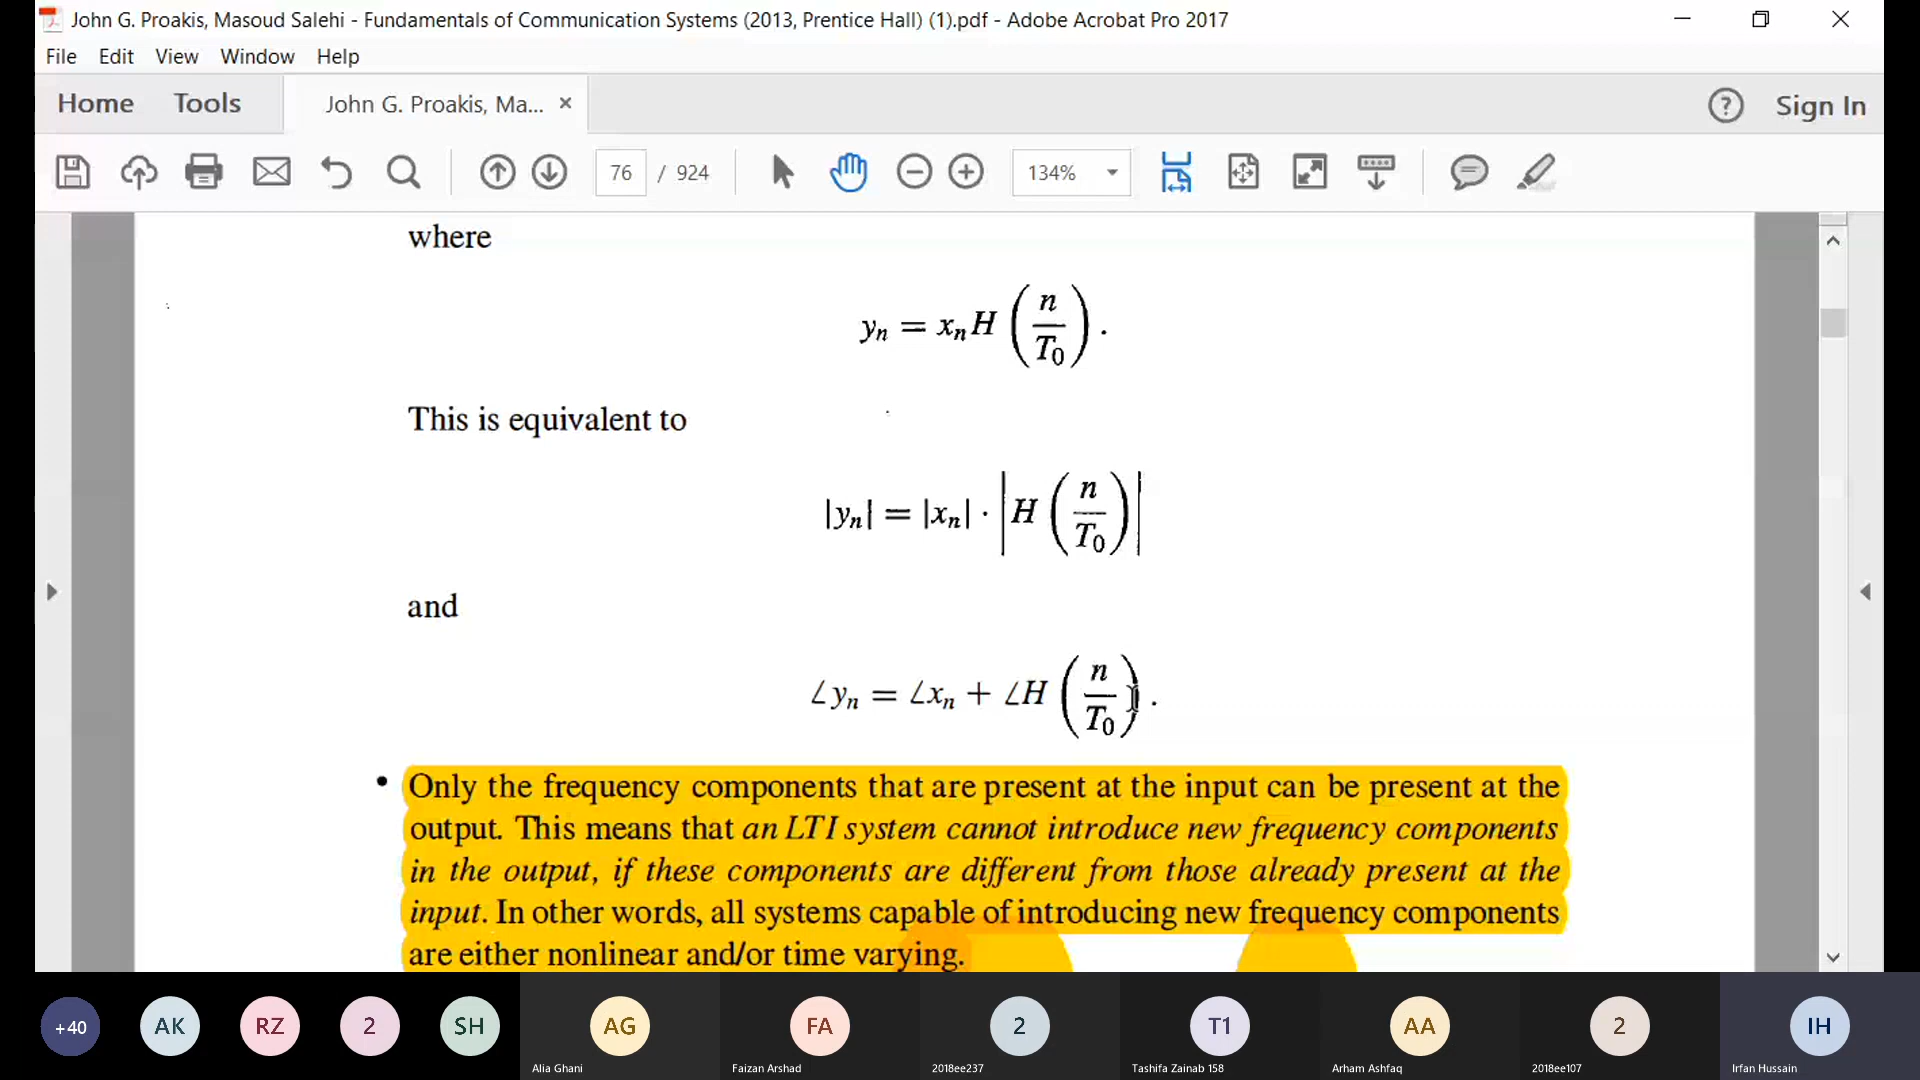 John G. Proakis, Masoud Salehi - Fundamentals of Communication Systems (2013, Prentice Hall) (1).pdf - Adobe Acrobat Pro 2017
File Edit View Window Help
Home Tools John G. Proakis, Ma... × ? Sign In
76 / 924 134%
where
yₙ = xₙH (n/T₀).
This is equivalent to
|yₙ| = |xₙ| · |H (n/T₀)|
and
∠yₙ = ∠xₙ + ∠H (n/T₀).
• Only the frequency components that are present at the input can be present at the
output. This means that an LTI system cannot introduce new frequency components
in the output, if these components are different from those already present at the
input. In other words, all systems capable of introducing new frequency components
are either nonlinear and/or time varying.
+40 AK RZ 2 SH AG FA 2 T1 AA 2 IH
Alia Ghani Faizan Arshad 2018ee237 Tashifa Zainab 158 Arham Ashfaq 2018ee107 Irfan Hussain